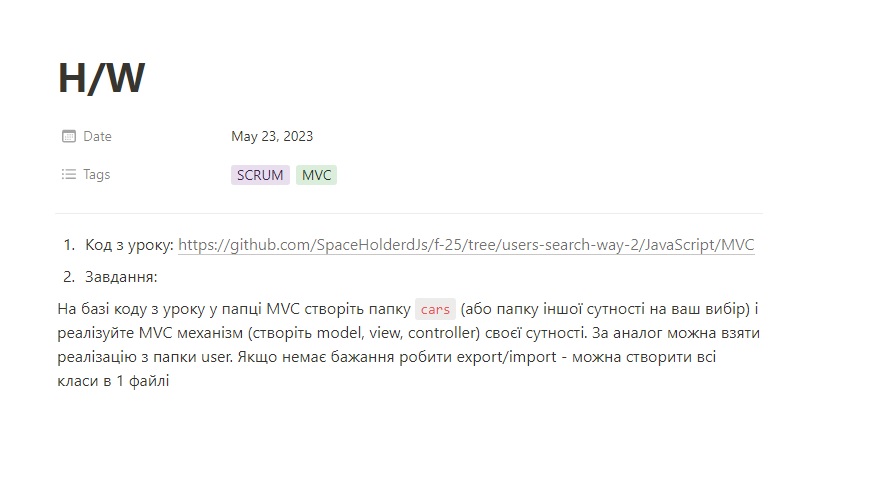 H/W
Date May 23, 2023
Tags SCRUM MVC
1. Код з уроку: https://github.com/SpaceHolderdJs/f-25/tree/users-search-way-2/JavaScript/MVC
2. Завдання:
На базі коду з уроку у папці MVC створіть папку cars (або папку іншої сутності на ваш вибір) і
реалізуйте MVC механізм (створіть model, view, controller) своєї сутності. За аналог можна взяти
реалізацію з папки user. Якщо немає бажання робити export/import - можна створити всі
класи в 1 файлі